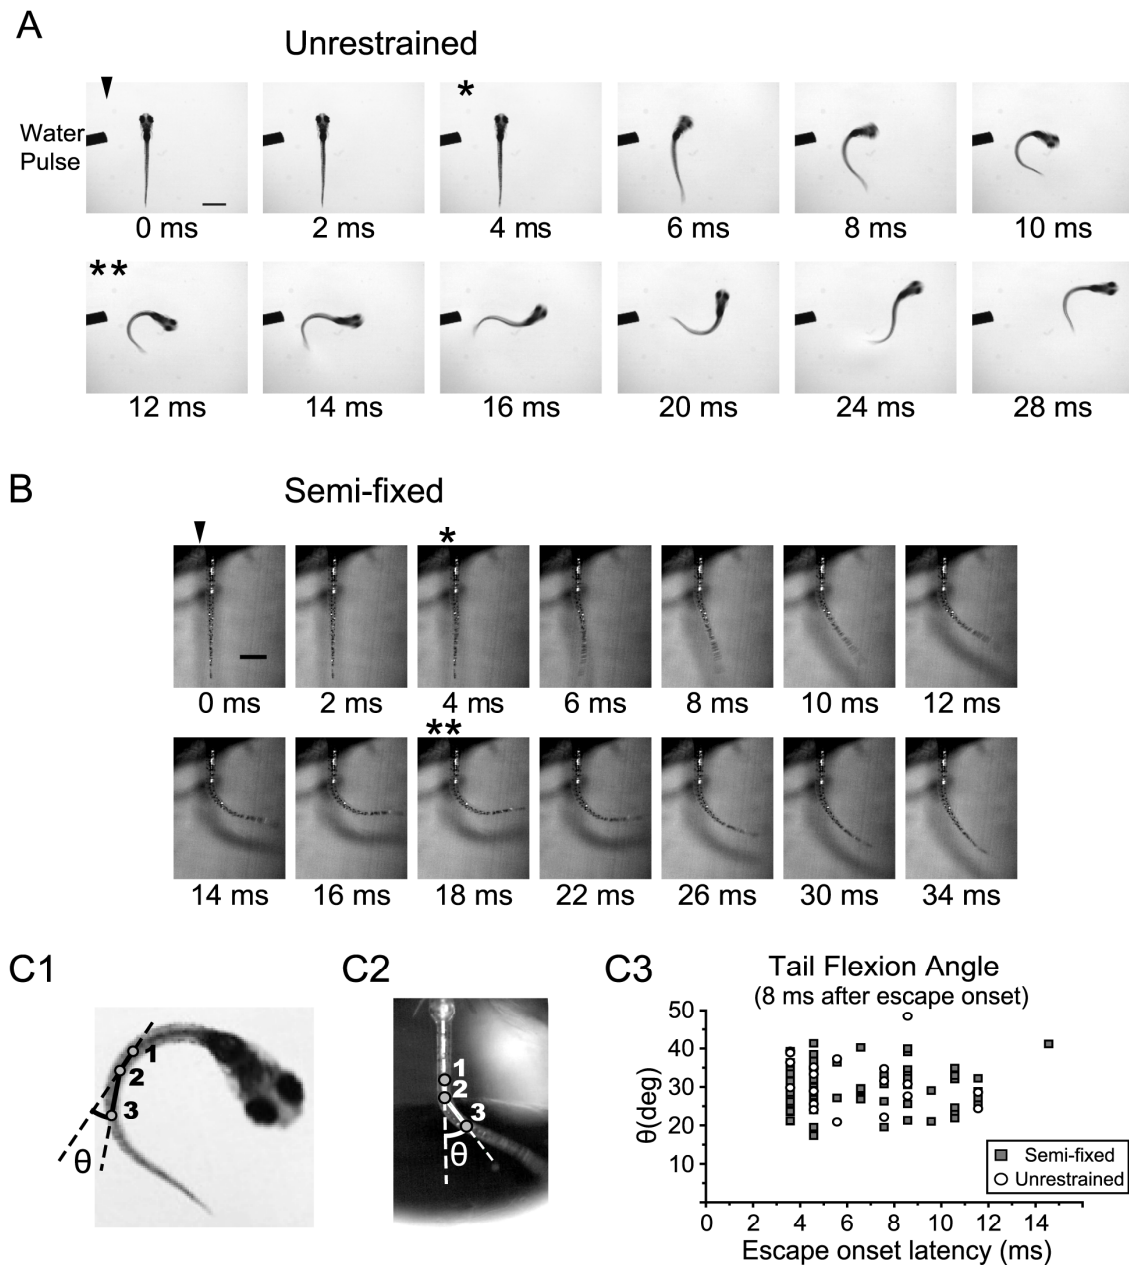 A
Unrestrained
*
Water
Pulse
0 ms
2 ms
4 ms
6 ms
8 ms
10 ms
**
12 ms
14 ms
16 ms
20 ms
24 ms
28 ms
B
Semi-fixed
*
0 ms
2 ms
4 ms
6 ms
8 ms
10 ms
12 ms
**
14 ms
16 ms
18 ms
22 ms
26 ms
30 ms
34 ms
C1
1
2
3
θ
C2
1
2
3
θ
C3
Tail Flexion Angle
(8 ms after escape onset)
50
40
30
20
10
θ(deg)
Semi-fixed
Unrestrained
0 2 4 6 8 10 12 14
Escape onset latency (ms)